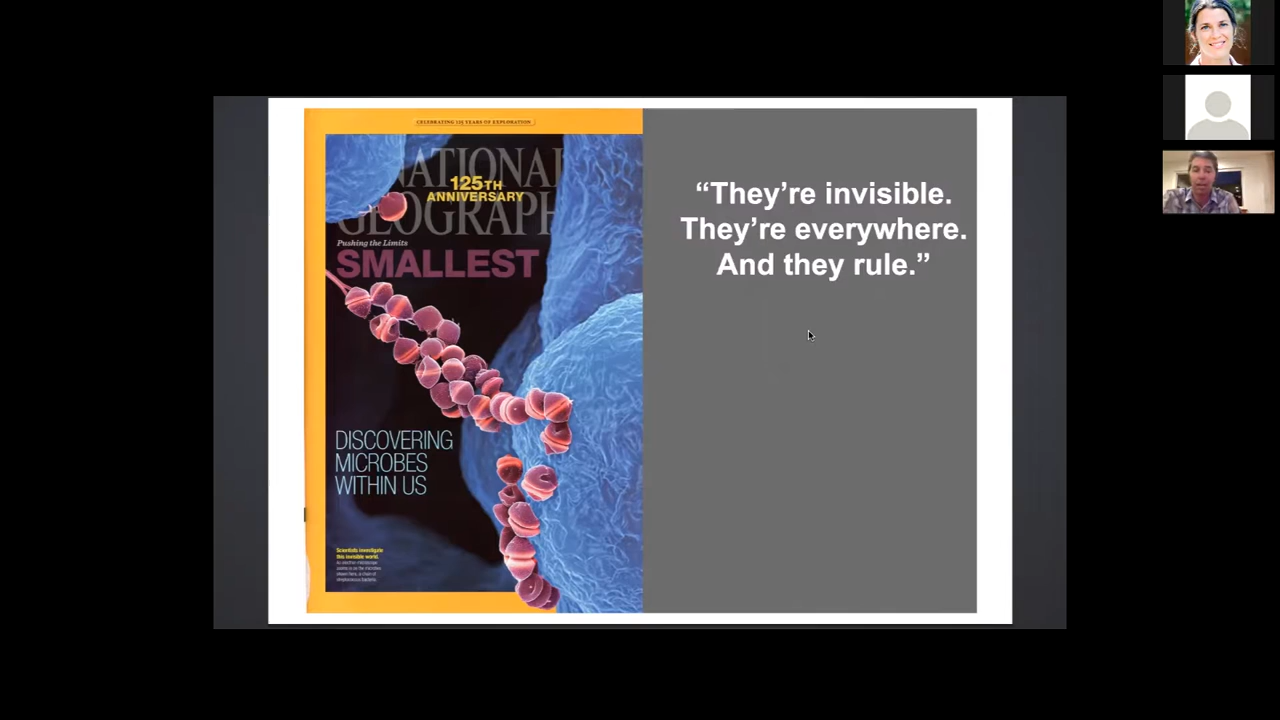 CELEBRATING 125 YEARS OF EXPLORATION
NATIONAL
125TH
ANNIVERSARY
GEOGRAPH
Pushing the Limits
SMALLEST
DISCOVERING
MICROBES
WITHIN US
Scientists investigate
this invisible world.
“They’re invisible.
They’re everywhere.
And they rule.”